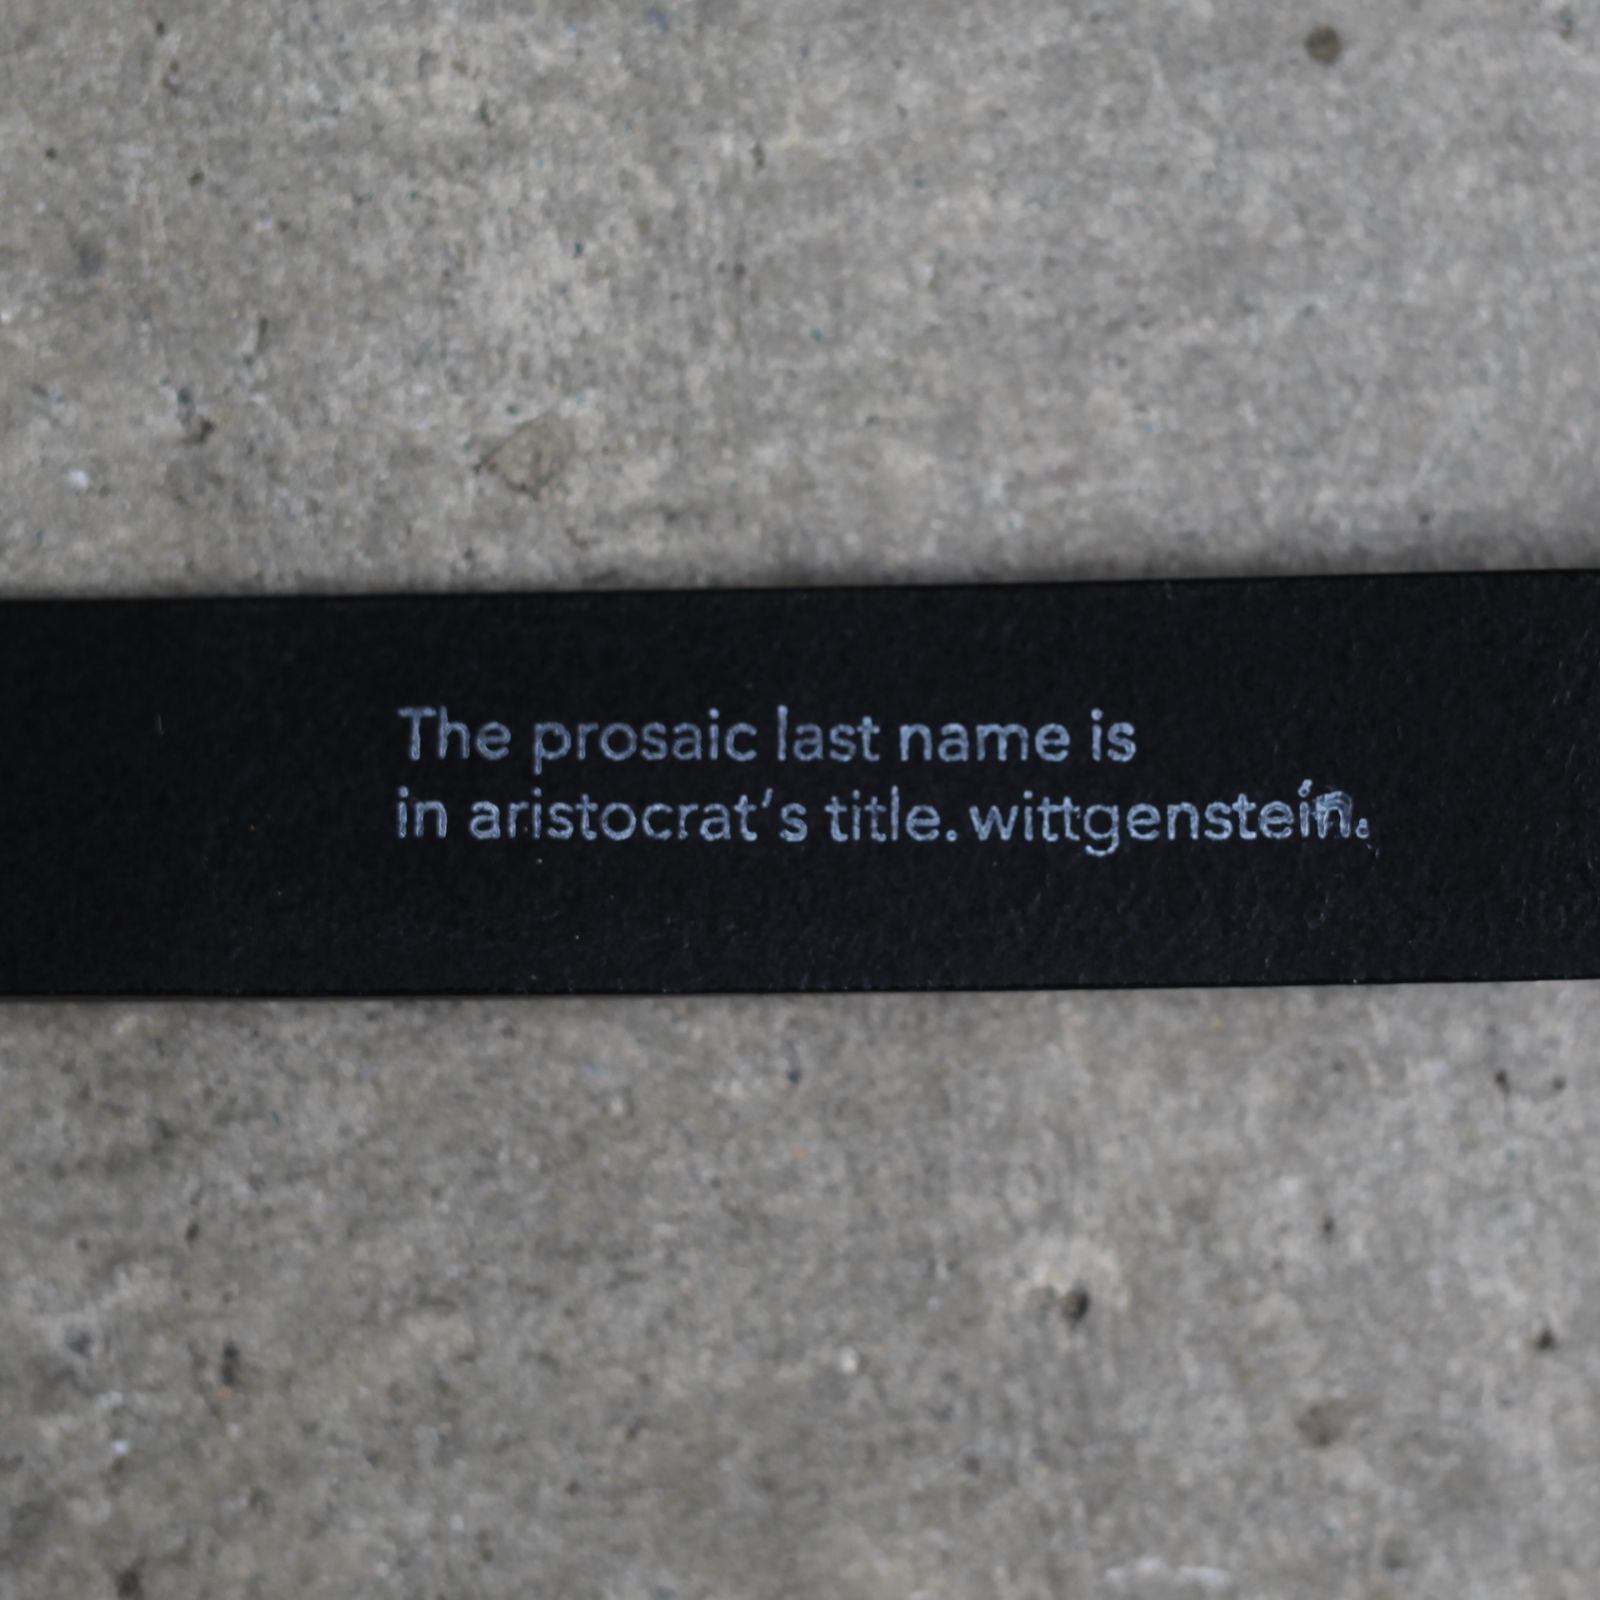 The prosaic last name is
in aristocrat's title. wittgenstein.